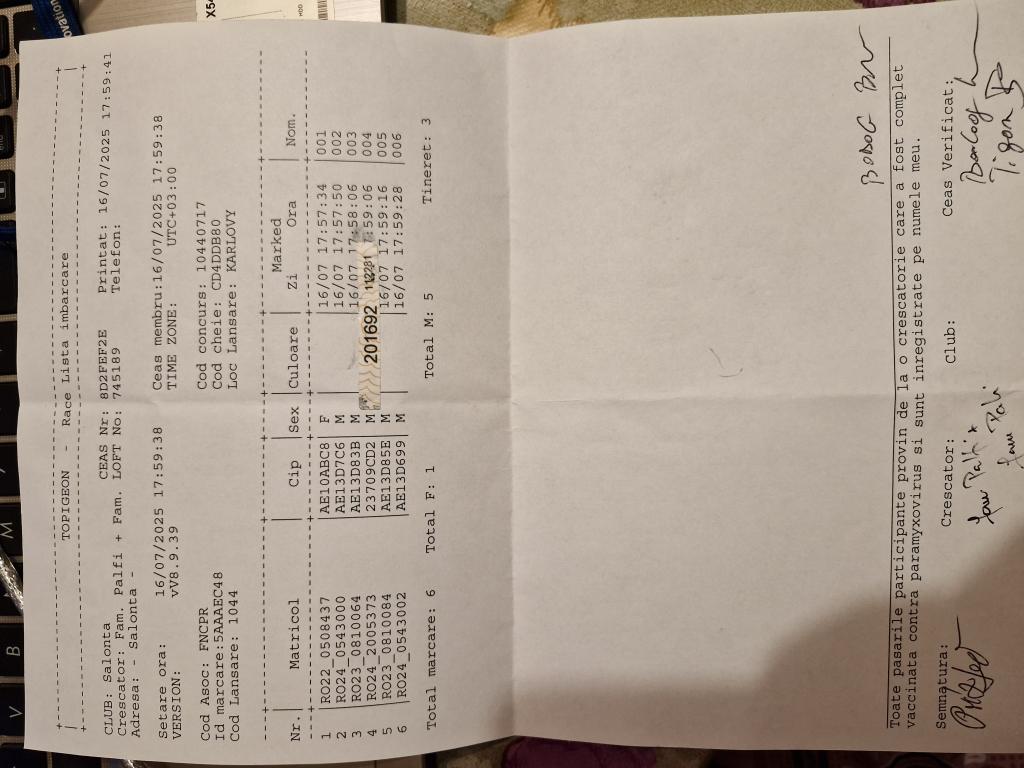 TOPIGEON - Race Lista imbarcare
CLUB: Salonta CEAS Nr: 8D2FEF2E Printat: 16/07/2025 17:59:41
Crescator: Fam. Palfi + Fam. LOFT No: 745189 Telefon:
Adresa: - Salonta -
Setare ora: 16/07/2025 17:59:38 Ceas membru:16/07/2025 17:59:38
VERSION: vV8.9.39 TIME ZONE: UTC+03:00
Cod Asoc: FNCPR Cod concurs: 10440717
Id marcare:5AAAEC48 Cod cheie: CD4DDB80
Cod Lansare: 1044 Loc Lansare: KARLOVY
Marked
Nr.| Matricol | Cip |Sex |Culoare | Zi Ora | Nom.
1 |RO22_0508437 |AE10ABC8 F |16/07 17:57:34 |001
2 |RO24_0543000 |AE13D7C6 M |16/07 17:57:50 |002
3 |RO23_0810064 |AE13D83B M |16/07 17:58:06 |003
4 |RO24_2005373 |23709CD2 M :59:06 |004
5 |RO23_0810084 |AE13D85E M |16/07 17:59:16 |005
6 |RO24_0543002 |AE13D699 M |16/07 17:59:28 |006
201692
Total marcare: 6 Total F: 1 Total M: 5 Tineret: 3
Toate pasarile participante provin de la o crescatorie care a fost complet
vaccinata contra paramyxovirus si sunt inregistrate pe numele meu.
Semnatura: Crescator: Club: Ceas Verificat:
X54
HDD
ovation
V
B
M